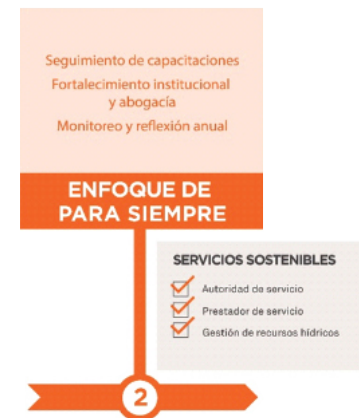 Seguimiento de capacitaciones
Fortalecimiento institucional
y abogacía
Monitoreo y reflexión anual
ENFOQUE DE
PARA SIEMPRE
SERVICIOS SOSTENIBLES
Autoridad de servicio
Prestador de servicio
Gestión de recursos hídricos
2